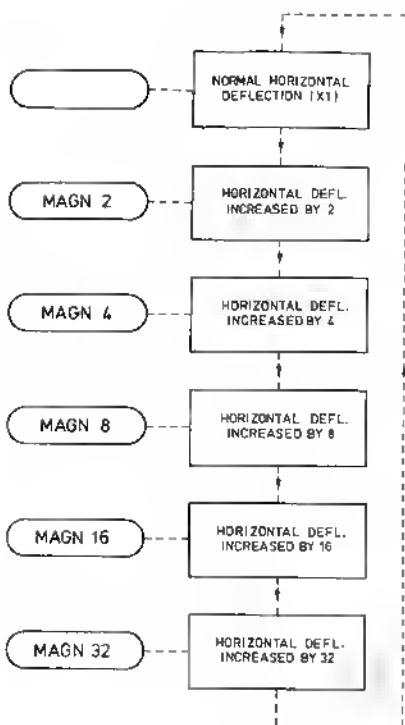 NORMAL HORIZONTAL
DEFLECTION (X1)
MAGN 2
HORIZONTAL DEFL.
INCREASED BY 2
MAGN 4
HORIZONTAL DEFL.
INCREASED BY 4
MAGN 8
HORIZONTAL DEFL.
INCREASED BY 8
MAGN 16
HORIZONTAL DEFL.
INCREASED BY 16
MAGN 32
HORIZONTAL DEFL.
INCREASED BY 32